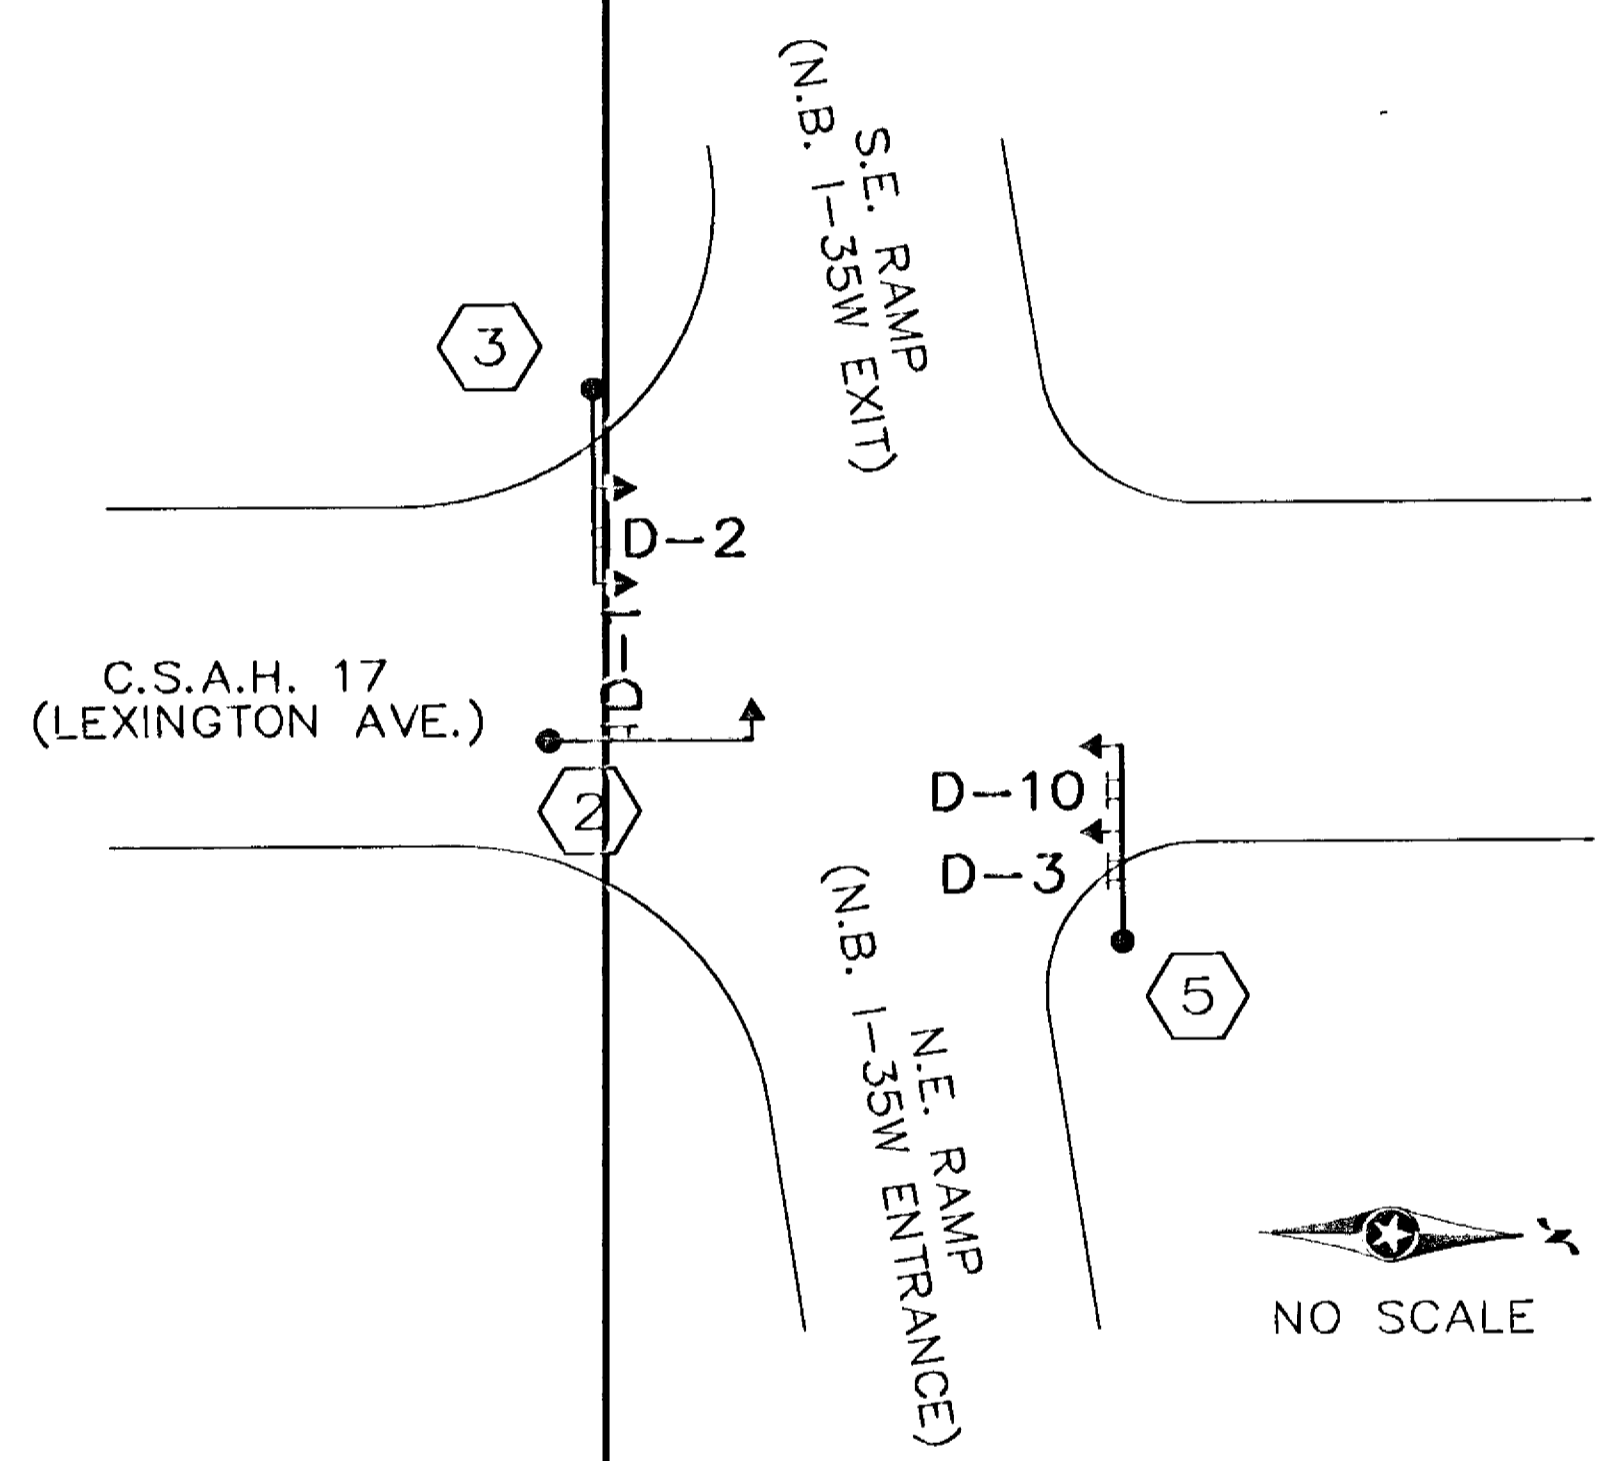 S.E. RAMP
(N.B. I-35W EXIT)
3
D-2
D-1
C.S.A.H. 17
(LEXINGTON AVE.)
2
D-10
D-3
5
N.E. RAMP
(N.B. I-35W ENTRANCE)
NO SCALE